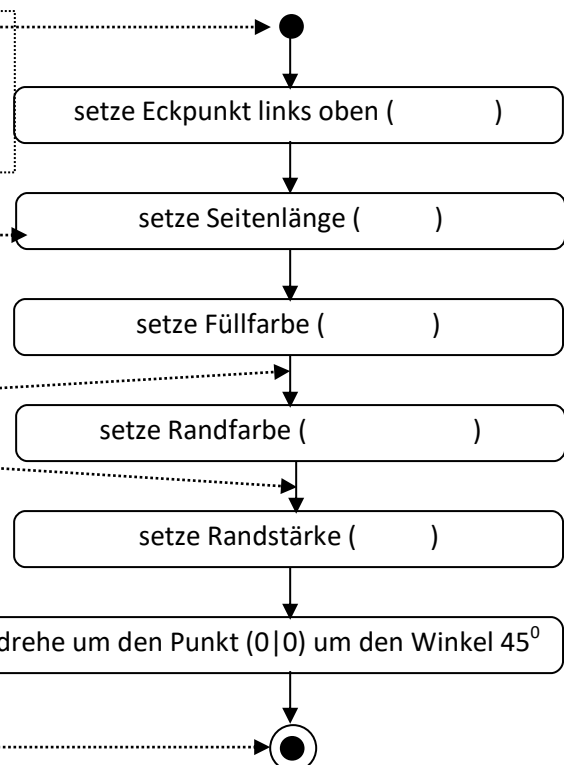 setze Eckpunkt links oben (                )
setze Seitenlänge (           )
setze Füllfarbe (               )
setze Randfarbe (                        )
setze Randstärke (           )
drehe um den Punkt (0|0) um den Winkel 45⁰